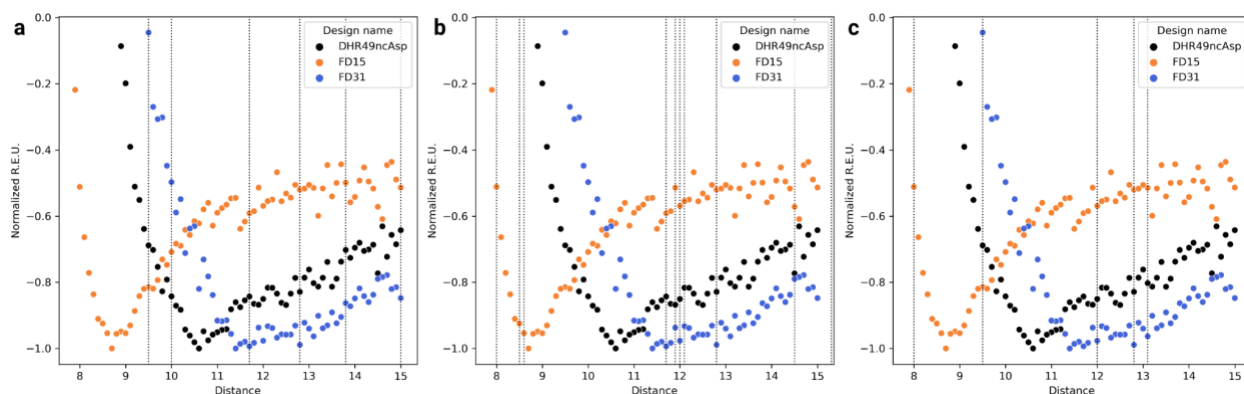 a
Normalized R.E.U.
0.0
−0.2
−0.4
−0.6
−0.8
−1.0
Design name
DHR49ncAsp
FD15
FD31
8 9 10 11 12 13 14 15
Distance
b
Normalized R.E.U.
0.0
−0.2
−0.4
−0.6
−0.8
−1.0
Design name
DHR49ncAsp
FD15
FD31
8 9 10 11 12 13 14 15
Distance
c
Normalized R.E.U.
0.0
−0.2
−0.4
−0.6
−0.8
−1.0
Design name
DHR49ncAsp
FD15
FD31
8 9 10 11 12 13 14 15
Distance